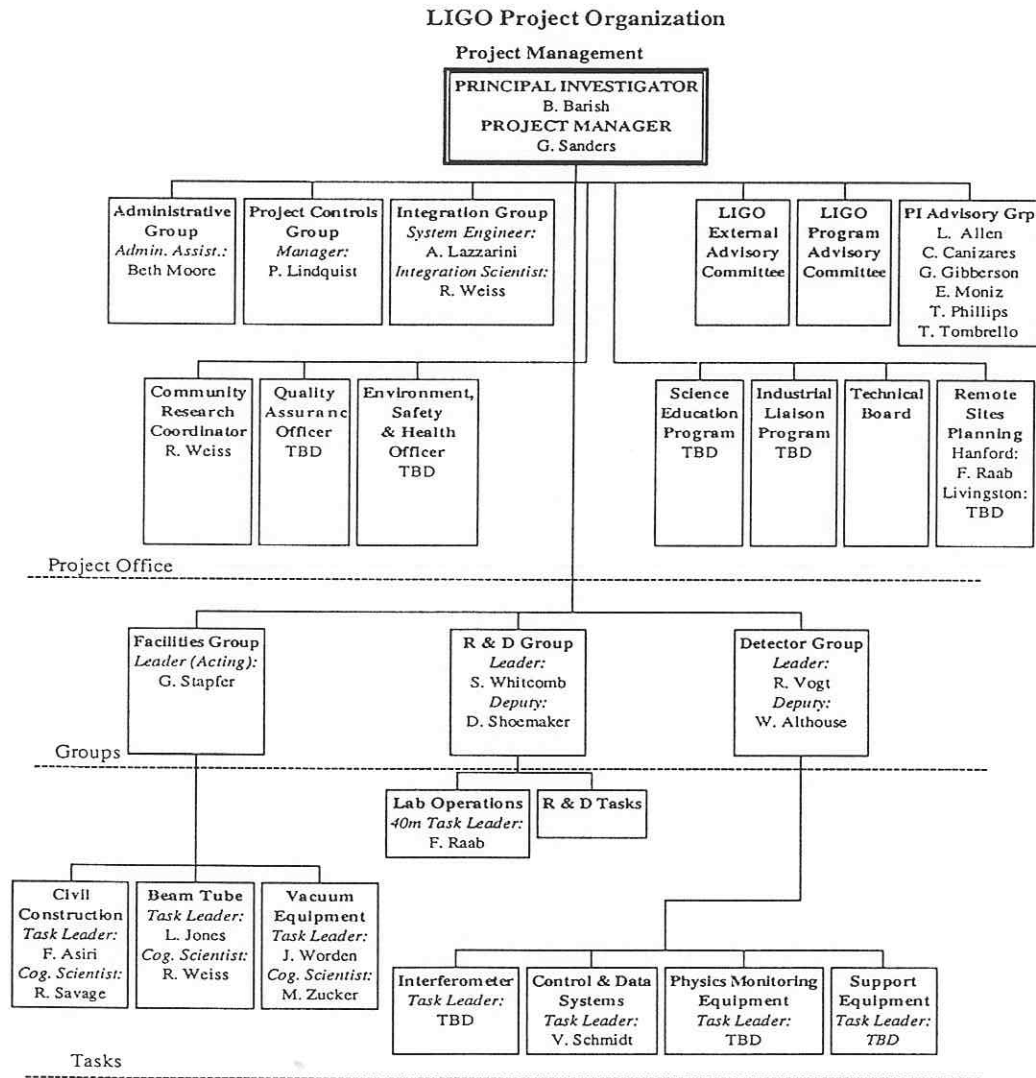 LIGO Project Organization
Project Management
PRINCIPAL INVESTIGATOR
B. Barish
PROJECT MANAGER
G. Sanders
Administrative
Group
Admin. Assist.:
Beth Moore
Project Controls
Group
Manager:
P. Lindquist
Integration Group
System Engineer:
A. Lazzarini
Integration Scientist:
R. Weiss
LIGO
External
Advisory
Committee
LIGO
Program
Advisory
Committee
PI Advisory Grp
L. Allen
C. Canizares
G. Gibberson
E. Moniz
T. Phillips
T. Tombrello
Community
Research
Coordinator
R. Weiss
Quality
Assuranc
Officer
TBD
Environment,
Safety
& Health
Officer
TBD
Science
Education
Program
TBD
Industrial
Liaison
Program
TBD
Technical
Board
Remote
Sites
Planning
Hanford:
F. Raab
Livingston:
TBD
Project Office
Facilities Group
Leader (Acting):
G. Stapfer
R & D Group
Leader:
S. Whitcomb
Deputy:
D. Shoemaker
Detector Group
Leader:
R. Vogt
Deputy:
W. Althouse
Groups
Lab Operations
40m Task Leader:
F. Raab
R & D Tasks
Civil
Construction
Task Leader:
F. Asiri
Cog. Scientist:
R. Savage
Beam Tube
Task Leader:
L. Jones
Cog. Scientist:
R. Weiss
Vacuum
Equipment
Task Leader:
J. Worden
Cog. Scientist:
M. Zucker
Interferometer
Task Leader:
TBD
Control & Data
Systems
Task Leader:
V. Schmidt
Physics Monitoring
Equipment
Task Leader:
TBD
Support
Equipment
Task Leader:
TBD
Tasks